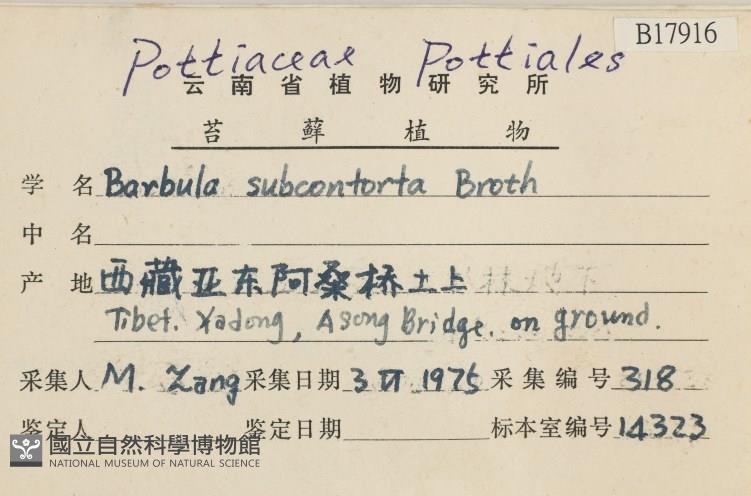 B17916
Pottiaceae Pottiales
云南省植物研究所
苔藓植物
学名 Barbula subcontorta Broth
中名
产地 西藏亚东阿桑桥土上
Tibet. Yadong, Asong Bridge. on ground.
采集人 M. Zang 采集日期 3 VI 1975 采集编号 318
鉴定人 鉴定日期 标本室编号 14323
國立自然科學博物館
NATIONAL MUSEUM OF NATURAL SCIENCE